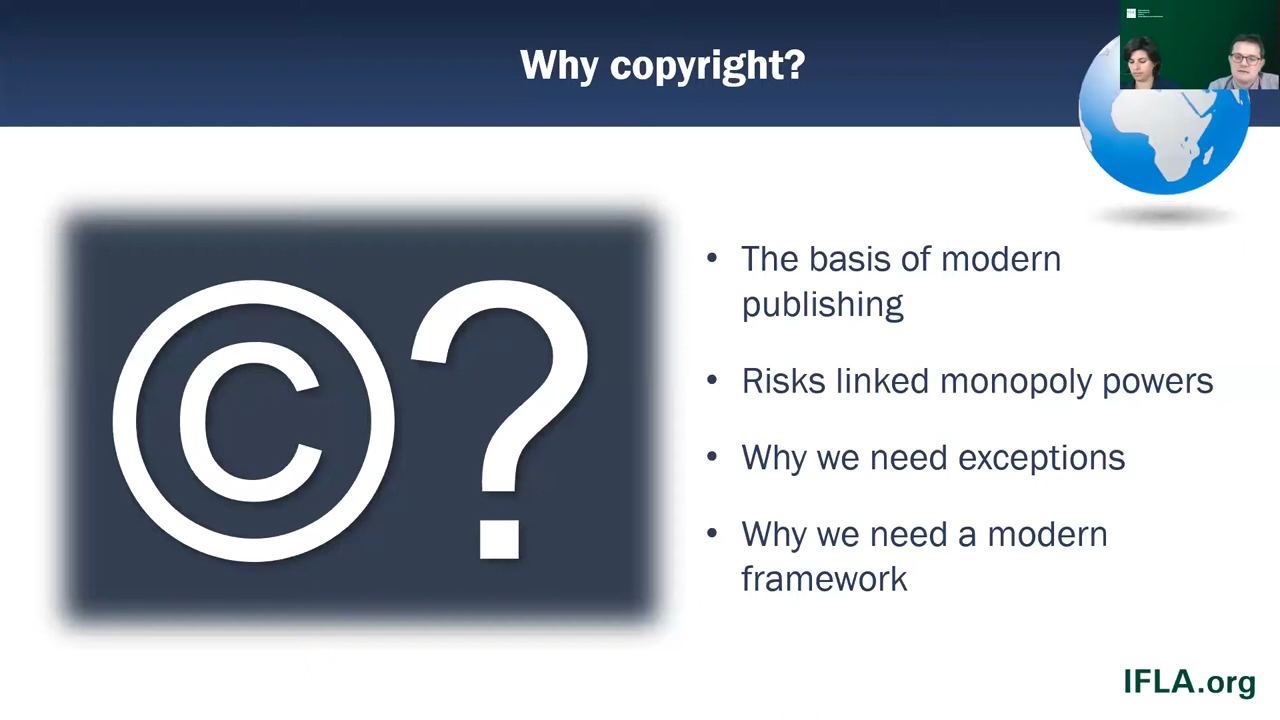 Why copyright?
©?
• The basis of modern
publishing
• Risks linked monopoly powers
• Why we need exceptions
• Why we need a modern
framework
IFLA.org